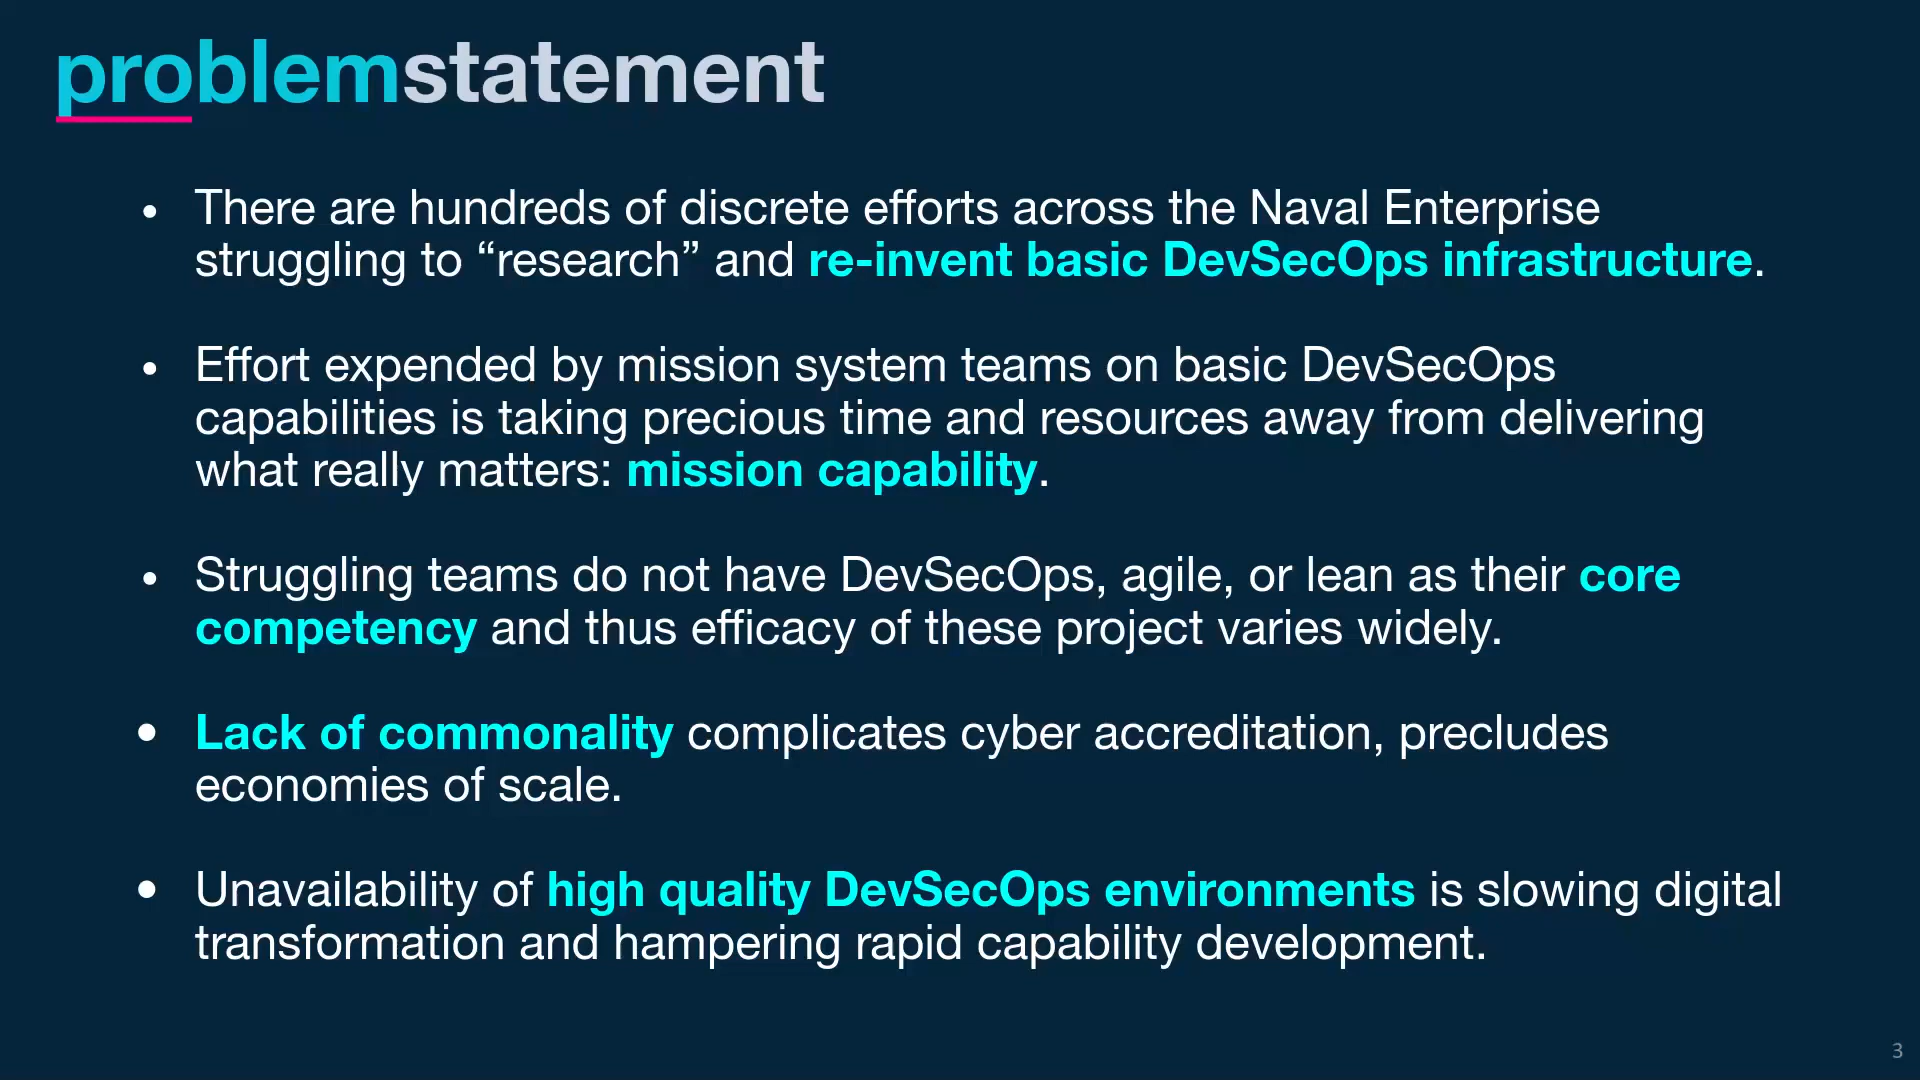 problemstatement
• There are hundreds of discrete efforts across the Naval Enterprise
struggling to “research” and re-invent basic DevSecOps infrastructure.
• Effort expended by mission system teams on basic DevSecOps
capabilities is taking precious time and resources away from delivering
what really matters: mission capability.
• Struggling teams do not have DevSecOps, agile, or lean as their core
competency and thus efficacy of these project varies widely.
• Lack of commonality complicates cyber accreditation, precludes
economies of scale.
• Unavailability of high quality DevSecOps environments is slowing digital
transformation and hampering rapid capability development.
3